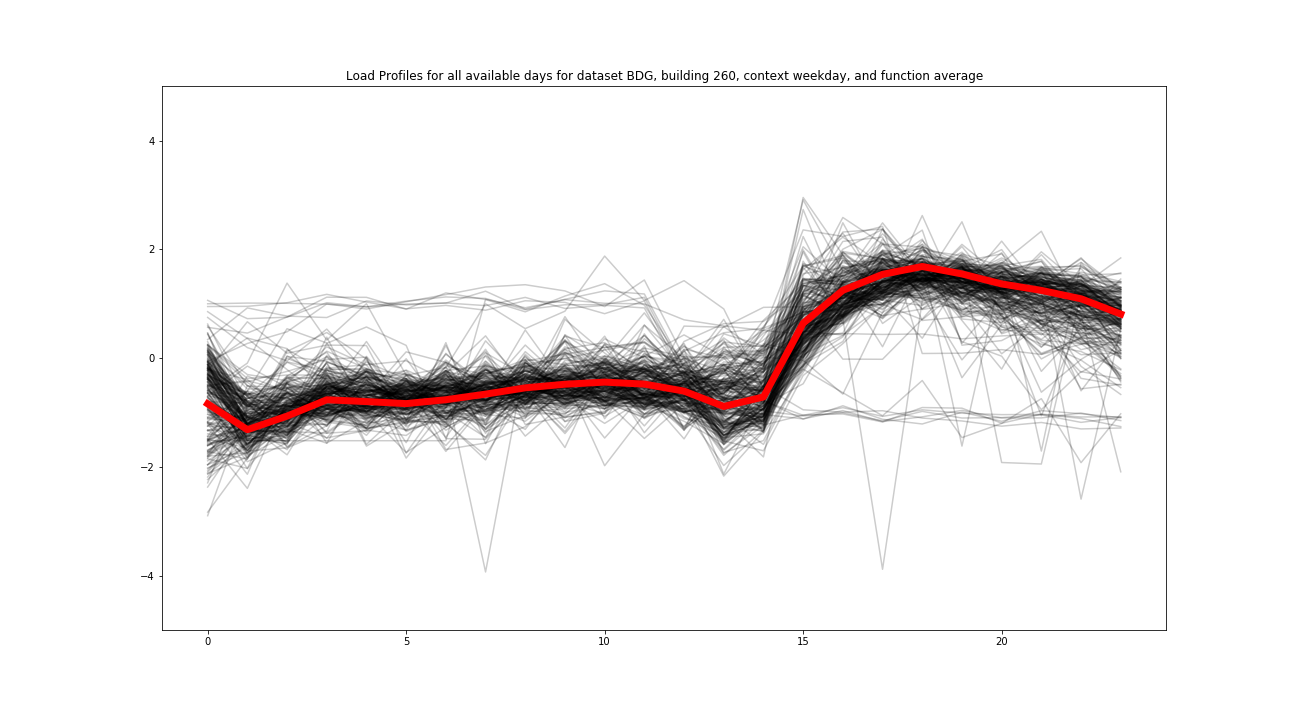 Load Profiles for all available days for dataset BDG, building 260, context weekday, and function average
4
2
0
−2
−4
0 5 10 15 20